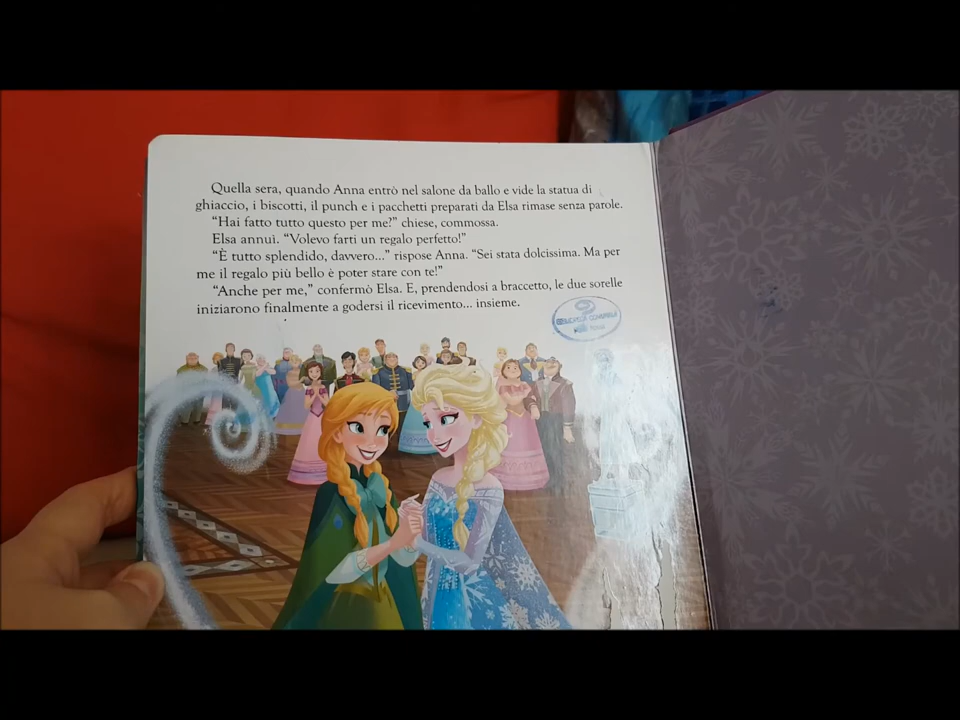 Quella sera, quando Anna entrò nel salone da ballo e vide la statua di
ghiaccio, i biscotti, il punch e i pacchetti preparati da Elsa rimase senza parole.
“Hai fatto tutto questo per me?” chiese, commossa.
Elsa annuì. “Volevo farti un regalo perfetto!”
“È tutto splendido, davvero...” rispose Anna. “Sei stata dolcissima. Ma per
me il regalo più bello è poter stare con te!”
“Anche per me,” confermò Elsa. E, prendendosi a braccetto, le due sorelle
iniziarono finalmente a godersi il ricevimento... insieme.